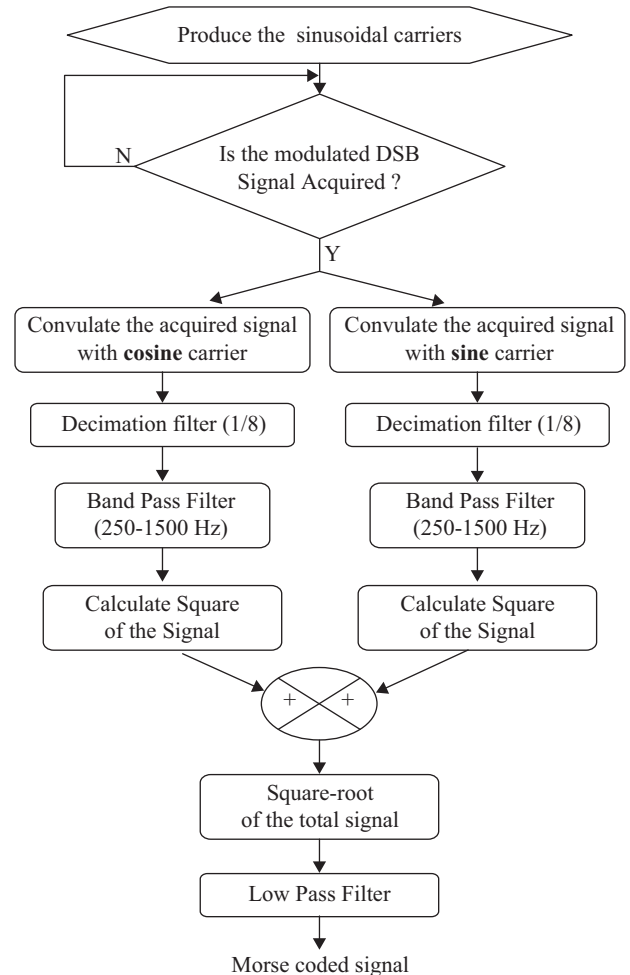 Produce the sinusoidal carriers
Is the modulated DSB
Signal Acquired ?
N
Y
Convulate the acquired signal
with cosine carrier
Convulate the acquired signal
with sine carrier
Decimation filter (1/8)
Decimation filter (1/8)
Band Pass Filter
(250-1500 Hz)
Band Pass Filter
(250-1500 Hz)
Calculate Square
of the Signal
Calculate Square
of the Signal
+ +
Square-root
of the total signal
Low Pass Filter
Morse coded signal